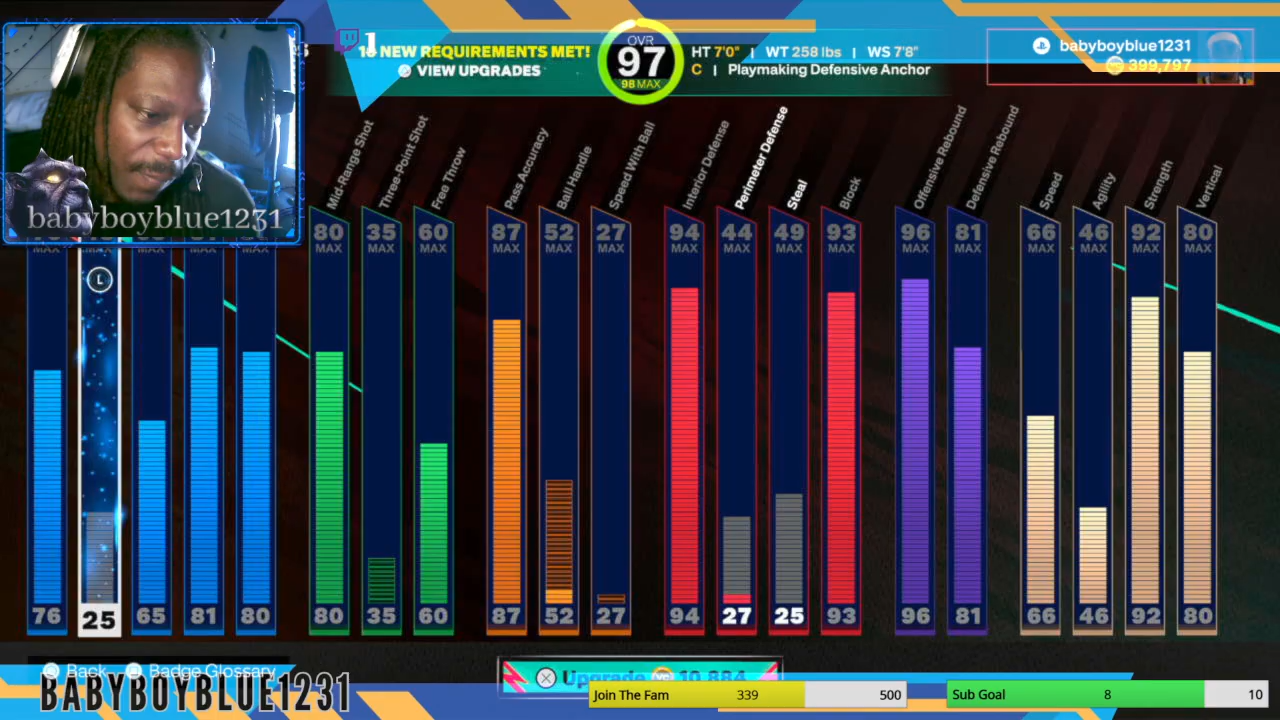 1
NEW REQUIREMENTS MET!
VIEW UPGRADES
OVR
97
98 MAX
HT 7'0" | WT 258 lbs | WS 7'8"
C | Playmaking Defensive Anchor
babyboyblue1231
VC 399,797
babyboyblue1231
Mid-Range Shot
Three-Point Shot
Free Throw
Pass Accuracy
Ball Handle
Speed With Ball
Interior Defense
Perimeter Defense
Steal
Block
Offensive Rebound
Defensive Rebound
Speed
Agility
Strength
Vertical
80 35 60 87 52 27 94 44 49 93 96 81 66 46 92 80
MAX MAX MAX MAX MAX MAX MAX MAX MAX MAX MAX MAX MAX MAX MAX MAX
L
76 25 65 81 80 80 35 60 87 52 27 94 27 25 93 96 81 66 46 92 80
Back Badge Glossary
Upgrade VC 10,884
BABYBOYBLUE1231
Join The Fam 339 500
Sub Goal 8 10